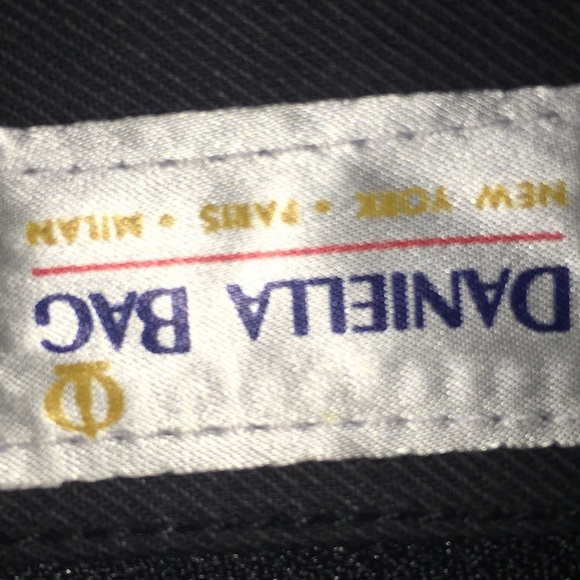 DANIELLA BAG
NEW YORK • PARIS • MILAN